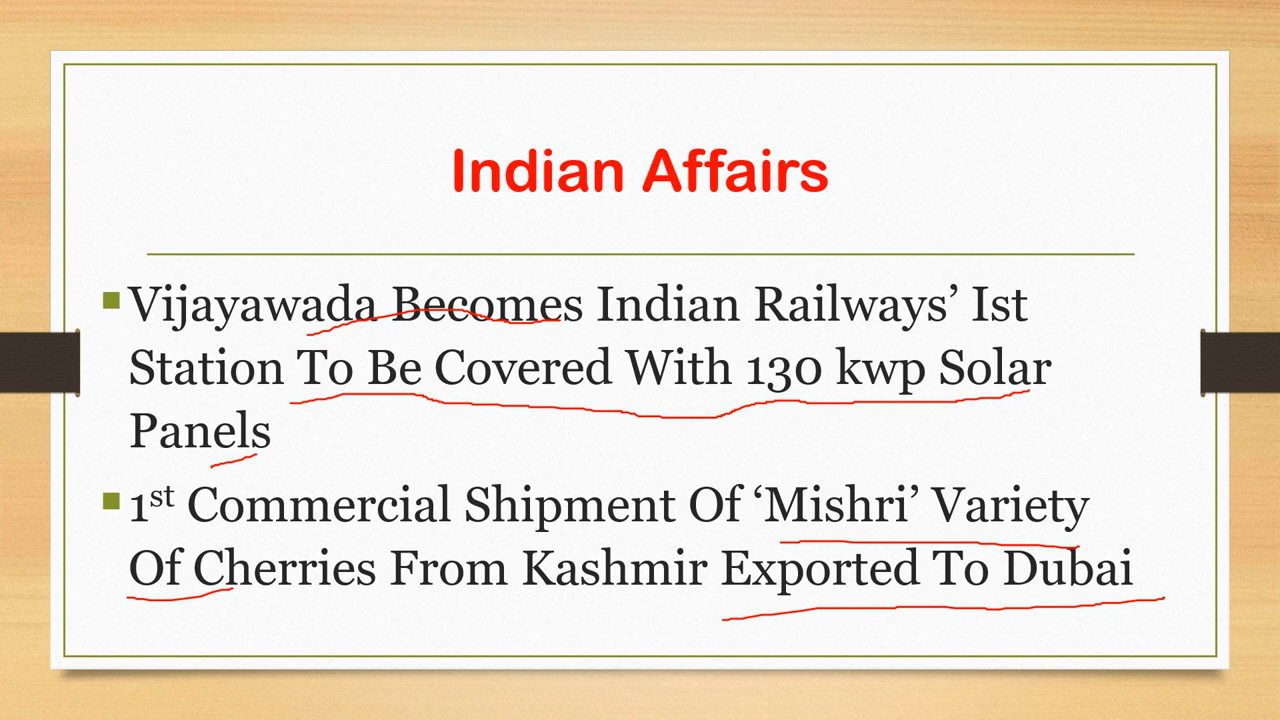 Indian Affairs
Vijayawada Becomes Indian Railways’ Ist
Station To Be Covered With 130 kwp Solar
Panels
1st Commercial Shipment Of ‘Mishri’ Variety
Of Cherries From Kashmir Exported To Dubai